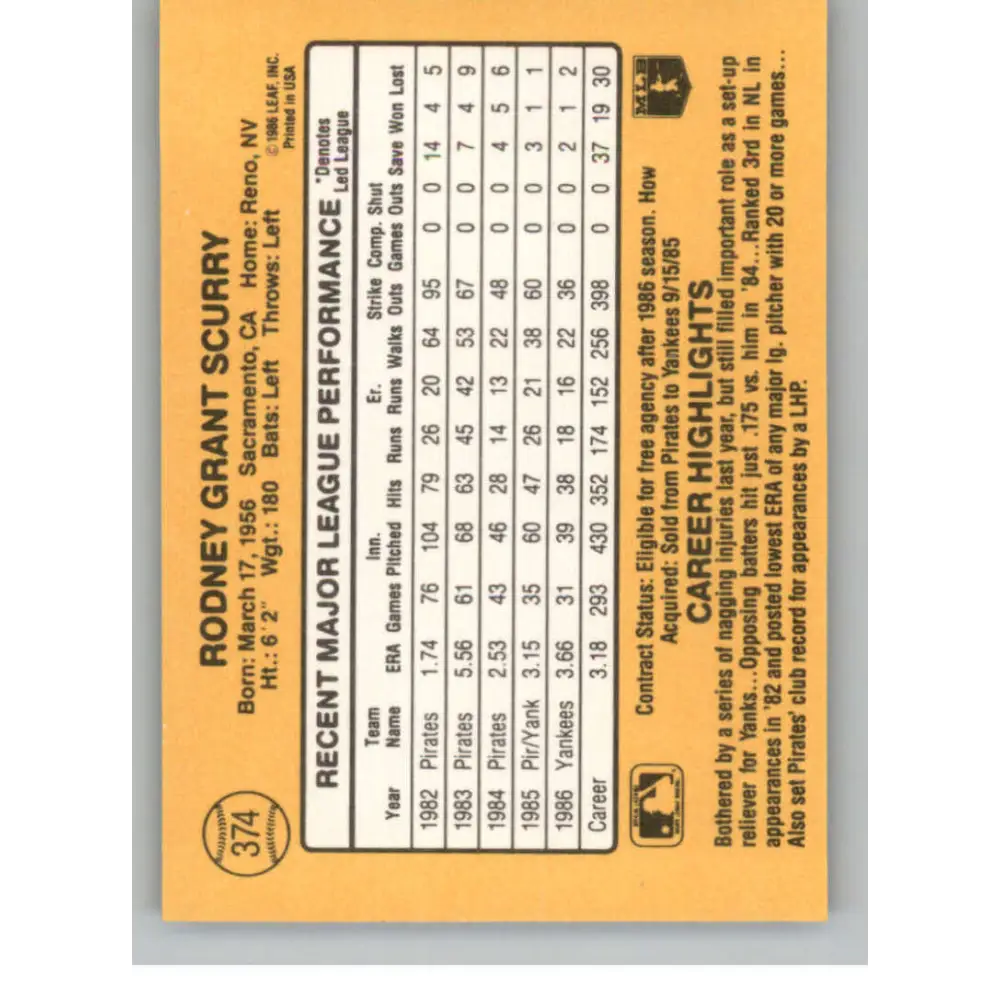 374
RODNEY GRANT SCURRY
Born: March 17, 1956 Sacramento, CA Home: Reno, NV
Ht.: 6'2" Wgt.: 180 Bats: Left Throws: Left
© 1986 LEAF, INC.
Printed in USA
RECENT MAJOR LEAGUE PERFORMANCE *Denotes Led League
Year Team Name ERA Games Inn. Pitched Hits Runs Er. Runs Walks Strike Outs Comp. Games Shut Outs Save Won Lost
1982 Pirates 1.74 76 104 79 26 20 64 95 0 0 14 4 5
1983 Pirates 5.56 61 68 63 45 42 53 67 0 0 7 4 9
1984 Pirates 2.53 43 46 28 14 13 22 48 0 0 4 5 6
1985 Pir/Yank 3.15 35 60 47 26 21 38 60 0 0 3 1 1
1986 Yankees 3.66 31 39 38 18 16 22 36 0 0 2 1 2
Career 3.18 293 430 352 174 152 256 398 0 0 37 19 30
Contract Status: Eligible for free agency after 1986 season. How
Acquired: Sold from Pirates to Yankees 9/15/85
MLB
CAREER HIGHLIGHTS
Bothered by a series of nagging injuries last year, but still filled important role as a set-up
reliever for Yanks...Opposing batters hit just .175 vs. him in '84...Ranked 3rd in NL in
appearances in '82 and posted lowest ERA of any major lg. pitcher with 20 or more games...
Also set Pirates' club record for appearances by a LHP.